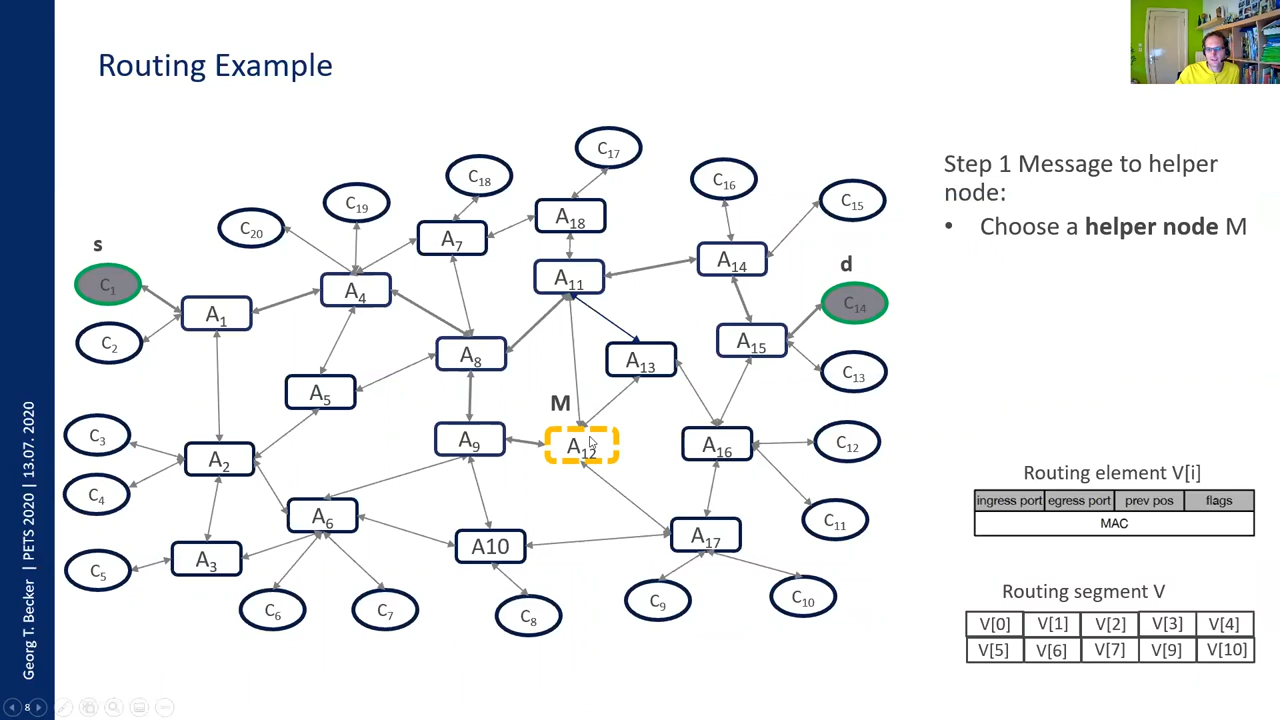 Routing Example
Step 1 Message to helper
node:
• Choose a helper node M
C17
C18
C16
C19
C15
A18
C20
A7
s
A14
d
A11
C1
A4
C14
A1
A15
C2
A8
A13
C13
A5
M
C3
A9
A12
A16
C12
A2
C4
A6
C11
A17
A10
A3
C5
C6
C7
C8
C9
C10
Routing element V[i]
ingress port egress port prev pos flags
MAC
Routing segment V
V[0] V[1] V[2] V[3] V[4]
V[5] V[6] V[7] V[9] V[10]
Georg T. Becker | PETS 2020 | 13.07. 2020
8